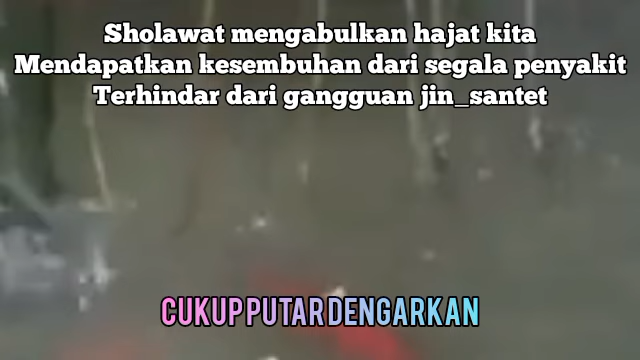 Sholawat mengabulkan hajat kita
Mendapatkan kesembuhan dari segala penyakit
Terhindar dari gangguan jin_santet
CUKUP PUTAR DENGARKAN